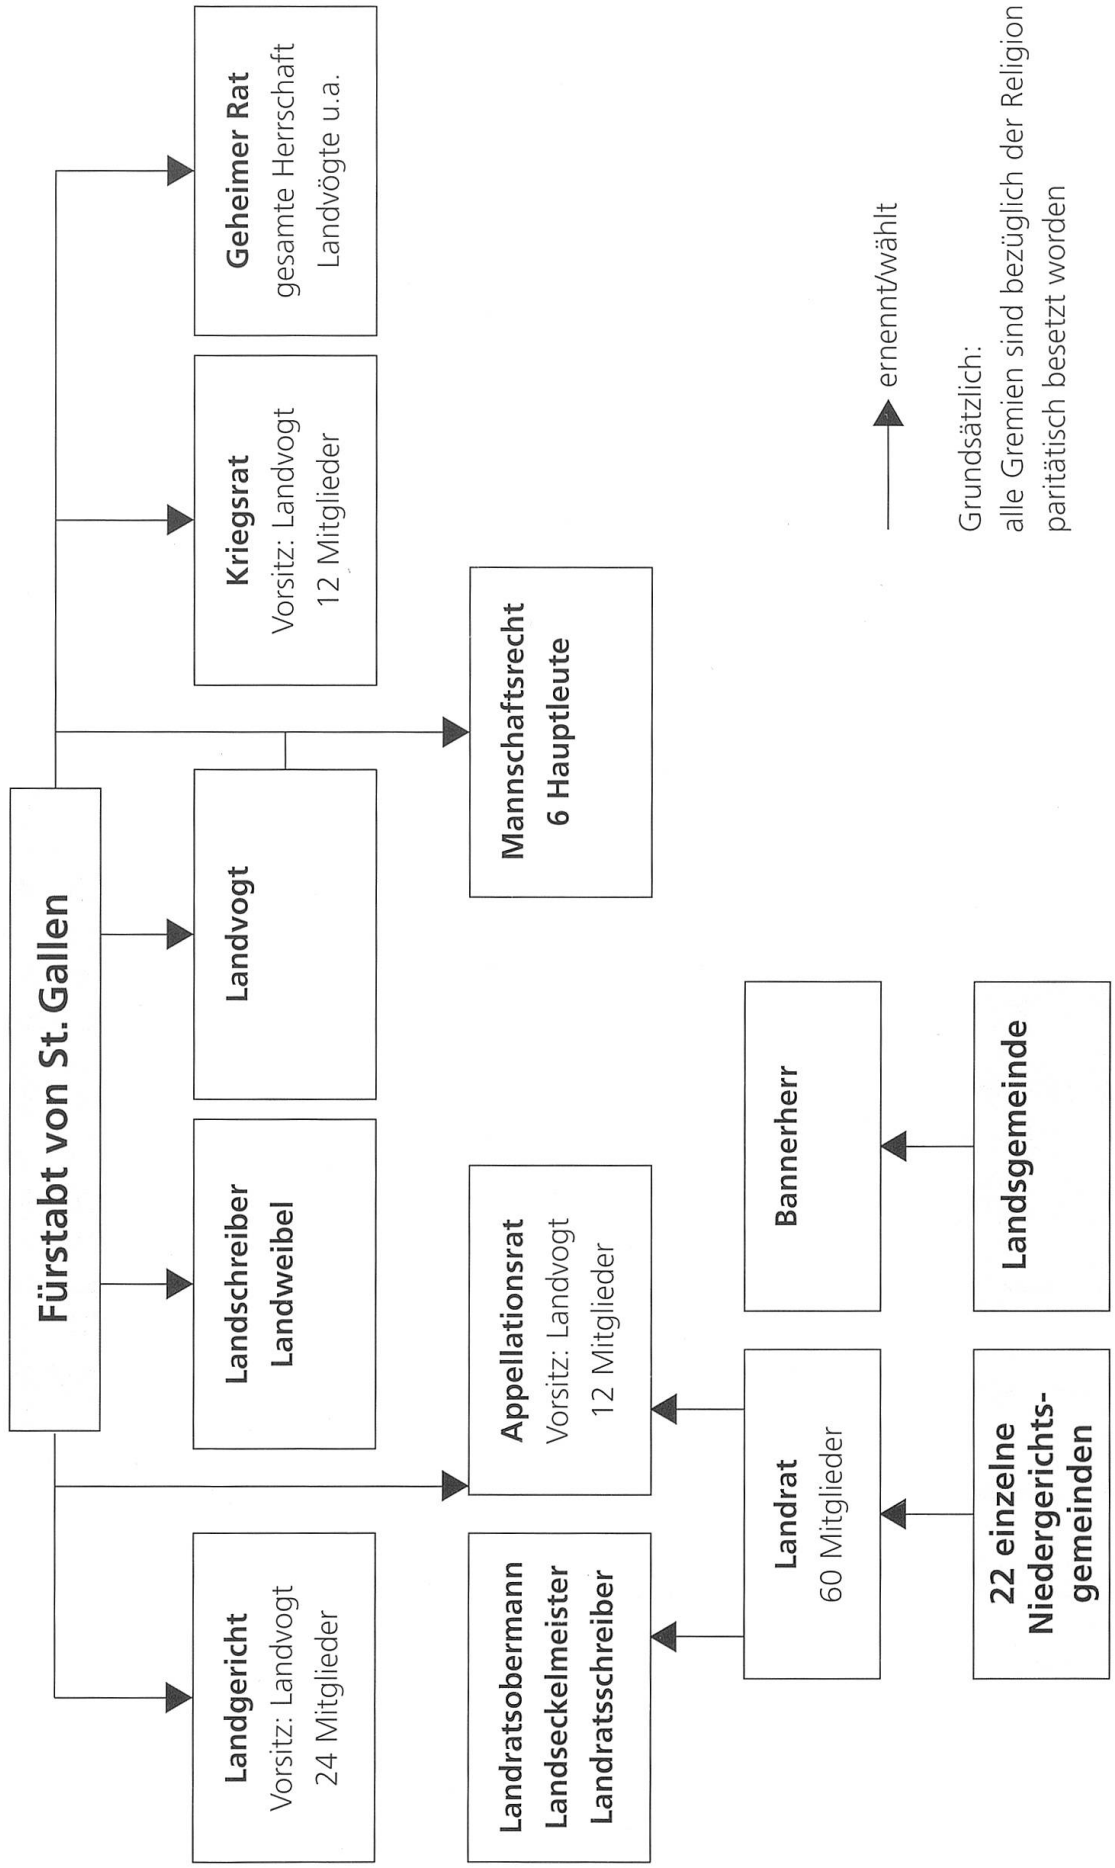 Fürstabt von St. Gallen
Landgericht
Vorsitz: Landvogt
24 Mitglieder
Landschreiber
Landweibel
Landvogt
Kriegsrat
Vorsitz: Landvogt
12 Mitglieder
Geheimer Rat
gesamte Herrschaft
Landvögte u.a.
Landratsobermann
Landseckelmeister
Landratsschreiber
Appellationsrat
Vorsitz: Landvogt
12 Mitglieder
Mannschaftsrecht
6 Hauptleute
Landrat
60 Mitglieder
Bannerherr
22 einzelne
Niedergerichts-
gemeinden
Landsgemeinde
ernennt/wählt
Grundsätzlich:
alle Gremien sind bezüglich der Religion
paritätisch besetzt worden